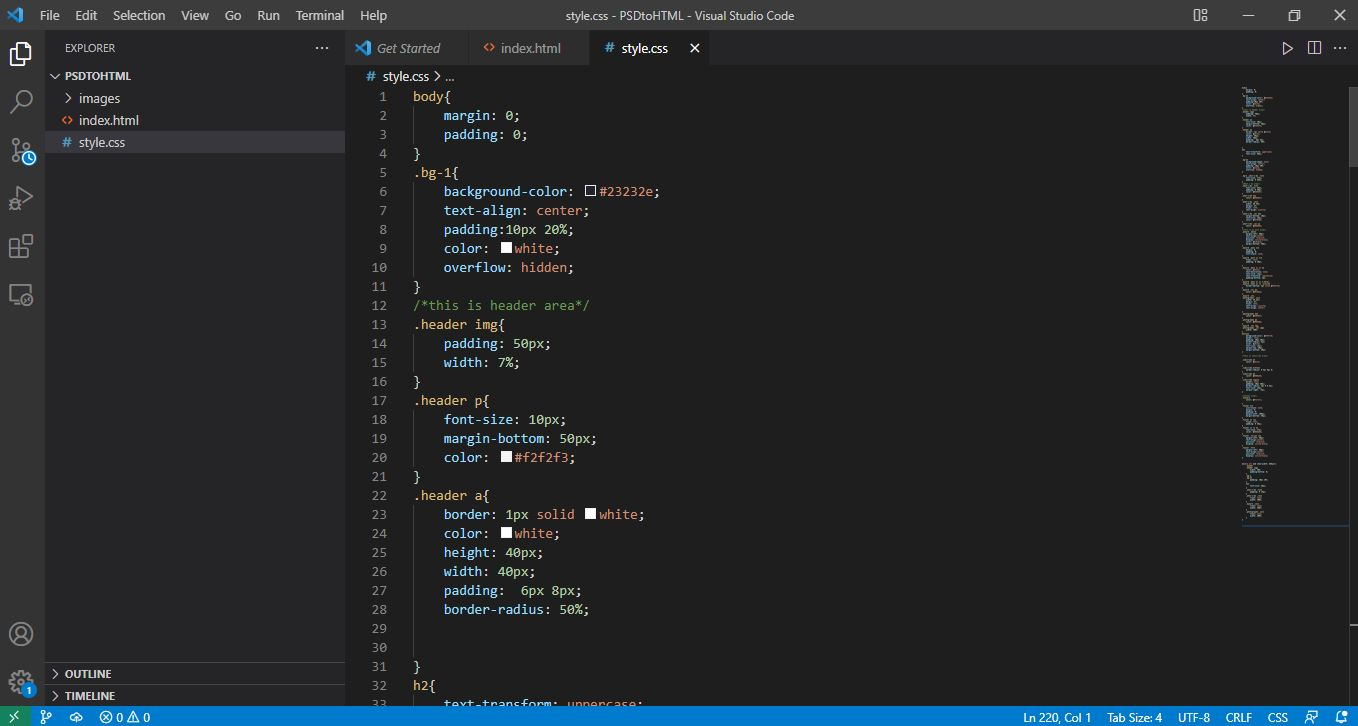 File Edit Selection View Go Run Terminal Help style.css - PSDtoHTML - Visual Studio Code
EXPLORER ...
PSDTOHTML
images
<> index.html
# style.css
OUTLINE
TIMELINE
1
Get Started <> index.html # style.css
# style.css > ...
1 body{
2 margin: 0;
3 padding: 0;
4 }
5 .bg-1{
6 background-color: #23232e;
7 text-align: center;
8 padding:10px 20%;
9 color: white;
10 overflow: hidden;
11 }
12 /*this is header area*/
13 .header img{
14 padding: 50px;
15 width: 7%;
16 }
17 .header p{
18 font-size: 10px;
19 margin-bottom: 50px;
20 color: #f2f2f3;
21 }
22 .header a{
23 border: 1px solid white;
24 color: white;
25 height: 40px;
26 width: 40px;
27 padding:  6px 8px;
28 border-radius: 50%;
29
30
31 }
32 h2{
33 text-transform: uppercase;
0 0 Ln 220, Col 1 Tab Size: 4 UTF-8 CRLF CSS